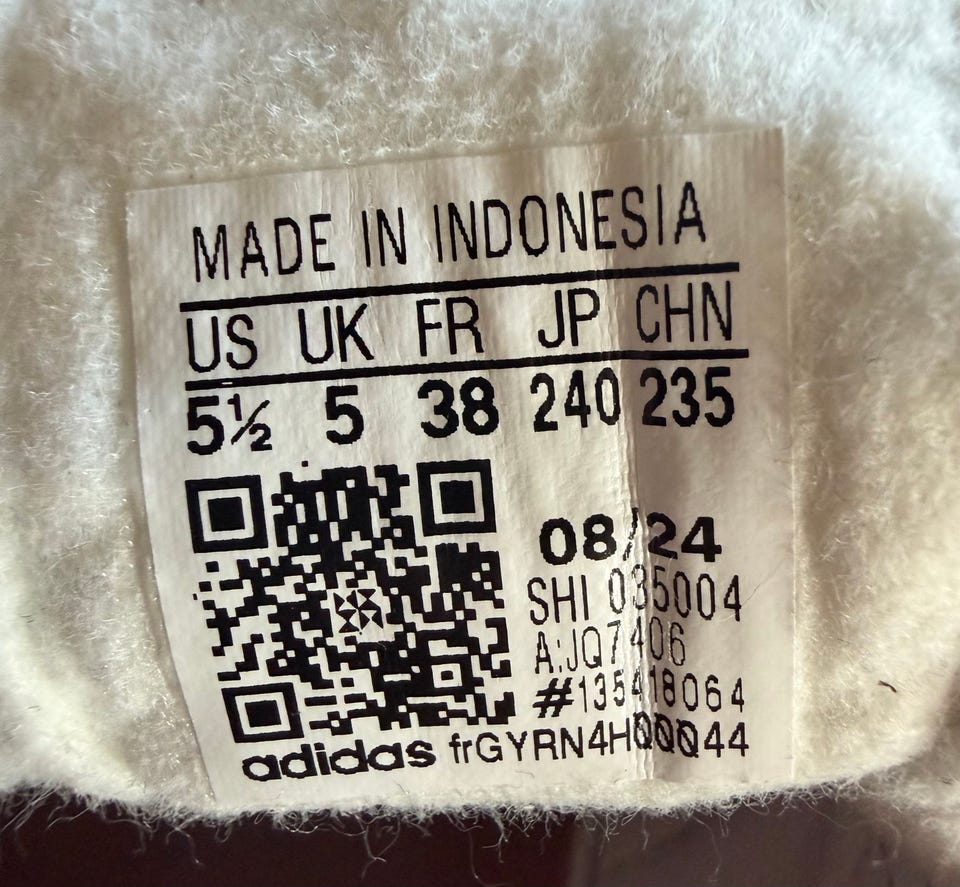 MADE IN INDONESIA
US UK FR JP CHN
5½ 5 38 240 235
08/24
SHI 035004
A:JQ7406
#135418064
adidas